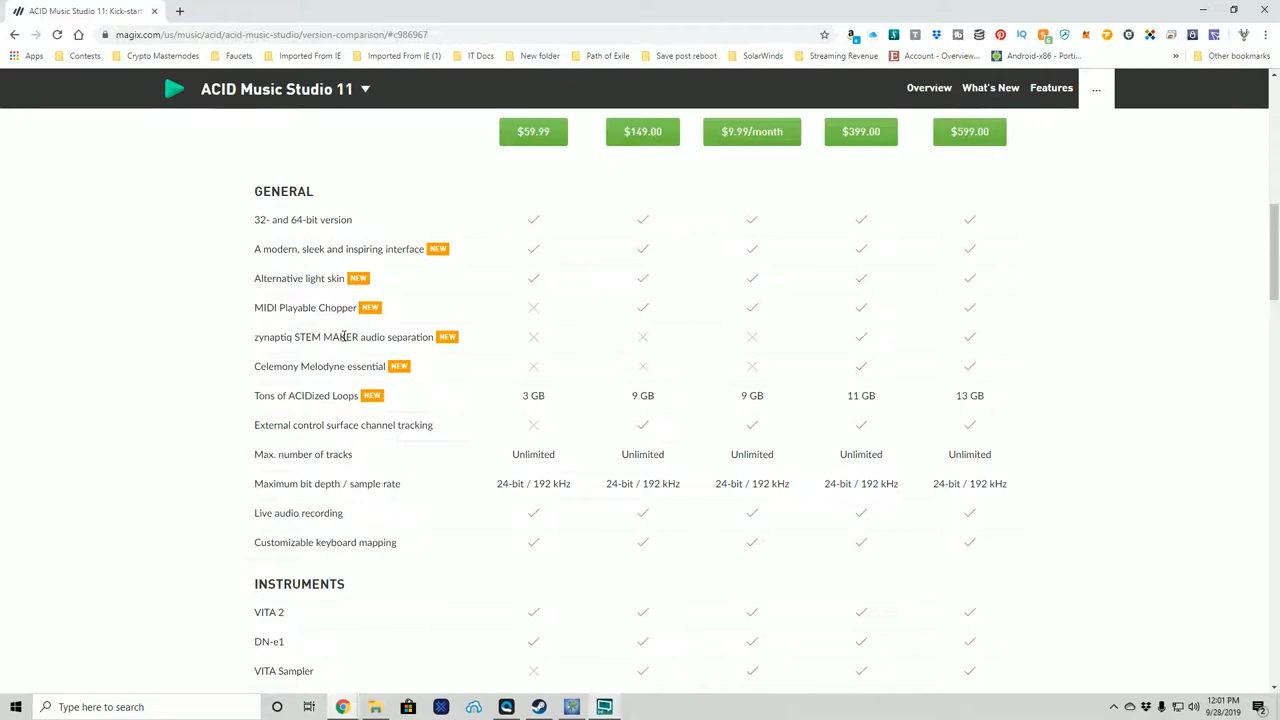 ACID Music Studio 11: Kick-start
magix.com/us/music/acid/acid-music-studio/version-comparison/#c986967
Apps Contests Crypto Masternodes Faucets Imported From IE Imported From IE (1) IT Docs New folder Path of Exile Save post reboot SolarWinds Streaming Revenue Account - Overview... Android-x86 - Porti... » Other bookmarks
ACID Music Studio 11 Overview What's New Features ...
$59.99 $149.00 $9.99/month $399.00 $599.00
GENERAL
32- and 64-bit version
A modern, sleek and inspiring interface NEW
Alternative light skin NEW
MIDI Playable Chopper NEW
zynaptiq STEM MAKER audio separation NEW
Celemony Melodyne essential NEW
Tons of ACIDized Loops NEW 3 GB 9 GB 9 GB 11 GB 13 GB
External control surface channel tracking
Max. number of tracks Unlimited Unlimited Unlimited Unlimited Unlimited
Maximum bit depth / sample rate 24-bit / 192 kHz 24-bit / 192 kHz 24-bit / 192 kHz 24-bit / 192 kHz 24-bit / 192 kHz
Live audio recording
Customizable keyboard mapping
INSTRUMENTS
VITA 2
DN-e1
VITA Sampler
Type here to search
12:01 PM
9/28/2019